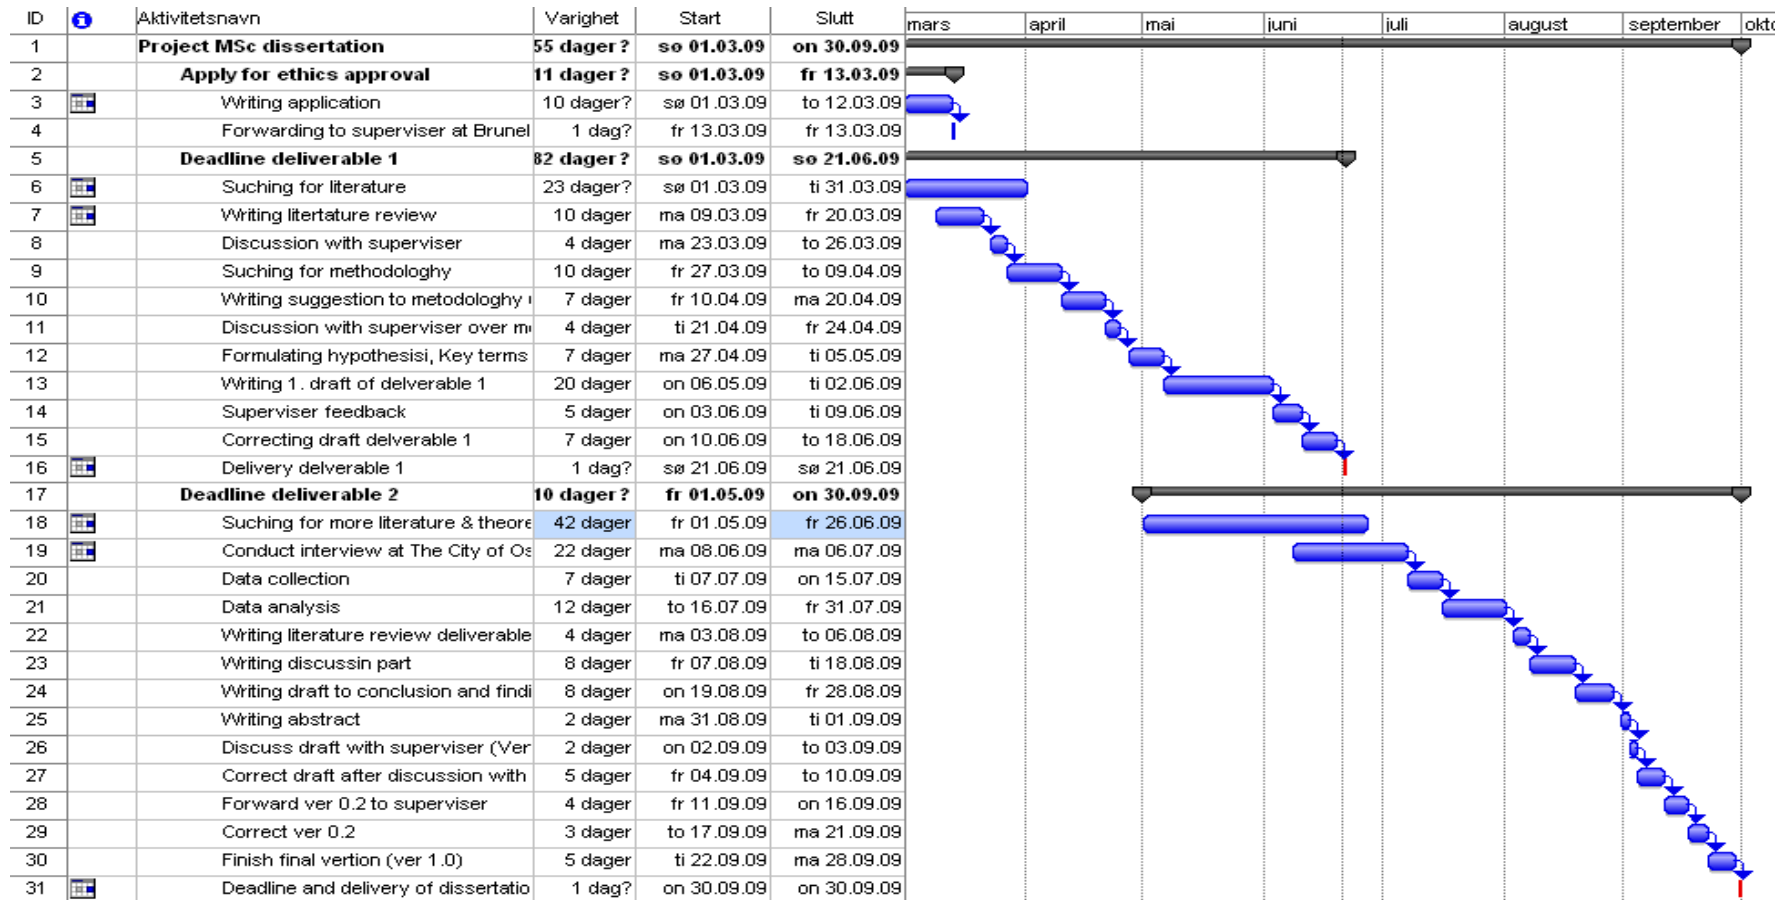 ID Aktivitetsnavn Varighet Start Slutt mars april mai juni juli august september okto
1 Project MSc dissertation 55 dager? sø 01.03.09 on 30.09.09
2 Apply for ethics approval 11 dager? sø 01.03.09 fr 13.03.09
3 Writing application 10 dager? sø 01.03.09 to 12.03.09
4 Forwarding to superviser at Brunel 1 dag? fr 13.03.09 fr 13.03.09
5 Deadline deliverable 1 82 dager? sø 01.03.09 sø 21.06.09
6 Suching for literature 23 dager? sø 01.03.09 ti 31.03.09
7 Writing litertature review 10 dager ma 09.03.09 fr 20.03.09
8 Discussion with superviser 4 dager ma 23.03.09 to 26.03.09
9 Suching for methodologhy 10 dager fr 27.03.09 to 09.04.09
10 Writing suggestion to metodologhy 7 dager fr 10.04.09 ma 20.04.09
11 Discussion with superviser over m 4 dager ti 21.04.09 fr 24.04.09
12 Formulating hypothesisi, Key terms 7 dager ma 27.04.09 ti 05.05.09
13 Writing 1. draft of delverable 1 20 dager on 06.05.09 ti 02.06.09
14 Superviser feedback 5 dager on 03.06.09 ti 09.06.09
15 Correcting draft delverable 1 7 dager on 10.06.09 to 18.06.09
16 Delivery delverable 1 1 dag? sø 21.06.09 sø 21.06.09
17 Deadline deliverable 2 10 dager? fr 01.05.09 on 30.09.09
18 Suching for more literature & theore 42 dager fr 01.05.09 fr 26.06.09
19 Conduct interview at The City of Os 22 dager ma 08.06.09 ma 06.07.09
20 Data collection 7 dager ti 07.07.09 on 15.07.09
21 Data analysis 12 dager to 16.07.09 fr 31.07.09
22 Writing literature review deliverable 4 dager ma 03.08.09 to 06.08.09
23 Writing discussin part 8 dager fr 07.08.09 ti 18.08.09
24 Writing draft to conclusion and findi 8 dager on 19.08.09 fr 28.08.09
25 Writing abstract 2 dager ma 31.08.09 ti 01.09.09
26 Discuss draft with superviser (Ver 2 dager on 02.09.09 to 03.09.09
27 Correct draft after discussion with 5 dager fr 04.09.09 to 10.09.09
28 Forward ver 0.2 to superviser 4 dager fr 11.09.09 on 16.09.09
29 Correct ver 0.2 3 dager to 17.09.09 ma 21.09.09
30 Finish final vertion (ver 1.0) 5 dager ti 22.09.09 ma 28.09.09
31 Deadline and delivery of dissertatio 1 dag? on 30.09.09 on 30.09.09